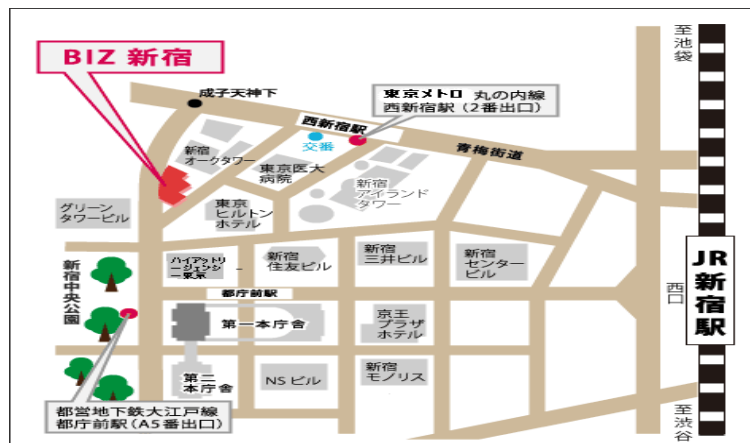 BIZ 新宿
成子天神下
東京メトロ 丸の内線
西新宿駅（2番出口）
西新宿駅
交番
青梅街道
至池袋
新宿
オークタワー
東京医大
病院
新宿
アイランド
タワー
グリーン
タワービル
東京
ヒルトン
ホテル
新宿中央公園
ハイアットリ
ージェンシ
ー東京
新宿
住友ビル
新宿
三井ビル
新宿
センター
ビル
JR新宿駅
西口
都庁前駅
第一本庁舎
京王
プラザ
ホテル
第二
本庁舎
NSビル
新宿
モノリス
都営地下鉄大江戸線
都庁前駅（A5番出口）
至渋谷